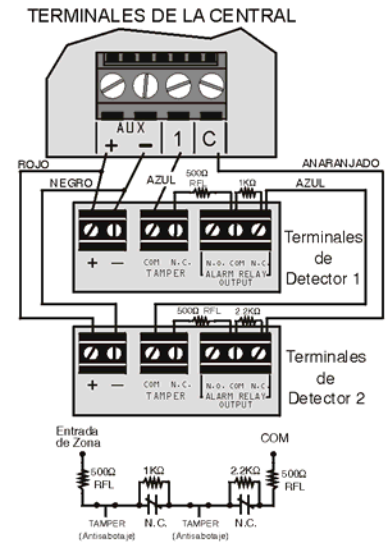 TERMINALES DE LA CENTRAL
AUX
+ − 1 C
ROJO
ANARANJADO
NEGRO
AZUL
500Ω
RFL
1KΩ
AZUL
+ −
COM N.C.
TAMPER
N.O. COM N.C.
ALARM RELAY
OUTPUT
Terminales
de
Detector 1
500Ω RFL
2.2KΩ
+ −
COM N.C.
TAMPER
N.O. COM N.C.
ALARM RELAY
OUTPUT
Terminales
de
Detector 2
Entrada
de Zona
COM
500Ω
RFL
1KΩ
2.2KΩ
500Ω
RFL
TAMPER
(Antisabotaje)
N.C.
TAMPER
(Antisabotaje)
N.C.